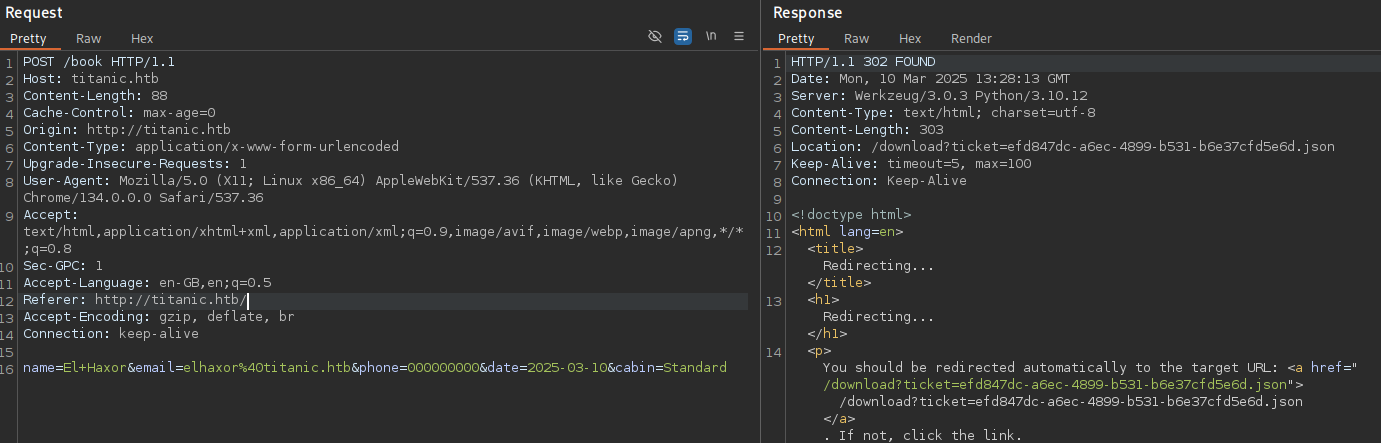 Request
Pretty Raw Hex
\n
1 POST /book HTTP/1.1
2 Host: titanic.htb
3 Content-Length: 88
4 Cache-Control: max-age=0
5 Origin: http://titanic.htb
6 Content-Type: application/x-www-form-urlencoded
7 Upgrade-Insecure-Requests: 1
8 User-Agent: Mozilla/5.0 (X11; Linux x86_64) AppleWebKit/537.36 (KHTML, like Gecko)
Chrome/134.0.0.0 Safari/537.36
9 Accept:
text/html,application/xhtml+xml,application/xml;q=0.9,image/avif,image/webp,image/apng,*/*
;q=0.8
10 Sec-GPC: 1
11 Accept-Language: en-GB,en;q=0.5
12 Referer: http://titanic.htb/
13 Accept-Encoding: gzip, deflate, br
14 Connection: keep-alive
15
16 name=El+Haxor&email=elhaxor%40titanic.htb&phone=000000000&date=2025-03-10&cabin=Standard
Response
Pretty Raw Hex Render
1 HTTP/1.1 302 FOUND
2 Date: Mon, 10 Mar 2025 13:28:13 GMT
3 Server: Werkzeug/3.0.3 Python/3.10.12
4 Content-Type: text/html; charset=utf-8
5 Content-Length: 303
6 Location: /download?ticket=efd847dc-a6ec-4899-b531-b6e37cfd5e6d.json
7 Keep-Alive: timeout=5, max=100
8 Connection: Keep-Alive
9
10 <!doctype html>
11 <html lang=en>
12 <title>
Redirecting...
</title>
13 <h1>
Redirecting...
</h1>
14 <p>
You should be redirected automatically to the target URL: <a href="
/download?ticket=efd847dc-a6ec-4899-b531-b6e37cfd5e6d.json">
/download?ticket=efd847dc-a6ec-4899-b531-b6e37cfd5e6d.json
</a>
. If not, click the link.